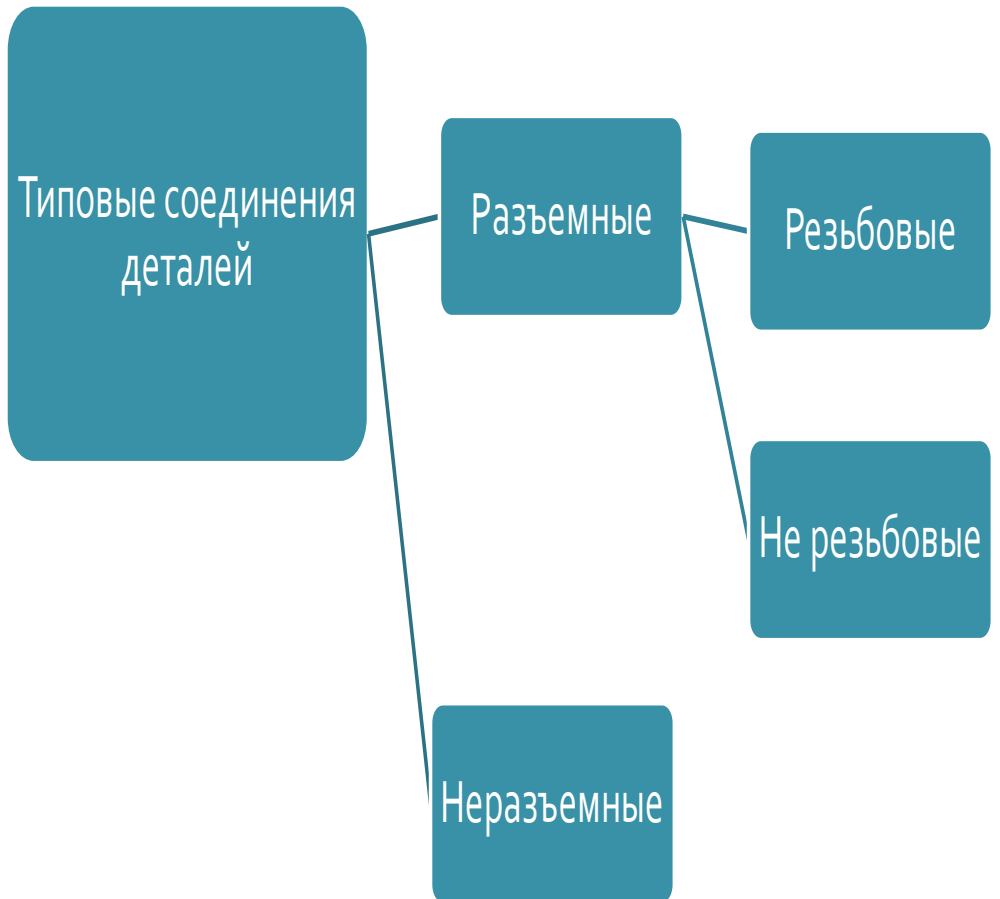 Типовые соединения
деталей
Разъемные
Резьбовые
Не резьбовые
Неразъемные